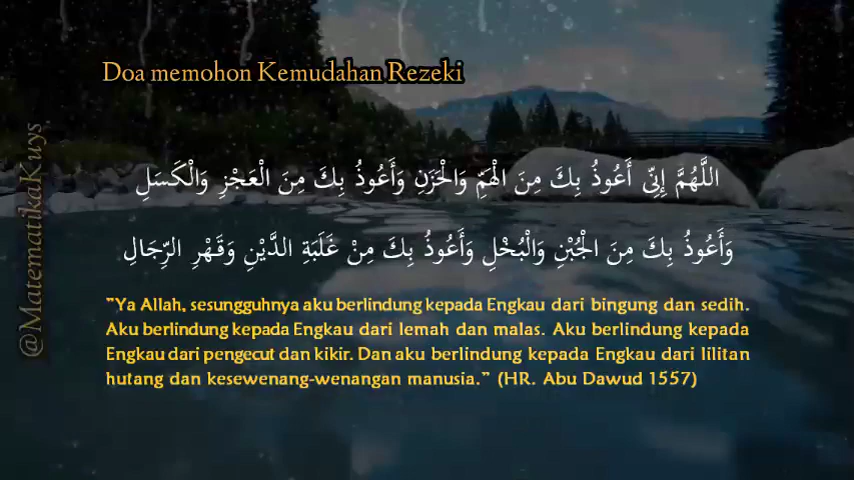 Doa memohon Kemudahan Rezeki
اللَّهُمَّ إِنِّي أَعُوذُ بِكَ مِنَ الْهَمِّ وَالْحَزَنِ وَأَعُوذُ بِكَ مِنَ الْعَجْزِ وَالْكَسَلِ
وَأَعُوذُ بِكَ مِنَ الْجُبْنِ وَالْبُخْلِ وَأَعُوذُ بِكَ مِنْ غَلَبَةِ الدَّيْنِ وَقَهْرِ الرِّجَالِ
"Ya Allah, sesungguhnya aku berlindung kepada Engkau dari bingung dan sedih.
Aku berlindung kepada Engkau dari lemah dan malas. Aku berlindung kepada
Engkau dari pengecut dan kikir. Dan aku berlindung kepada Engkau dari lilitan
hutang dan kesewenang-wenangan manusia." (HR. Abu Dawud 1557)
@MatematikaKuys